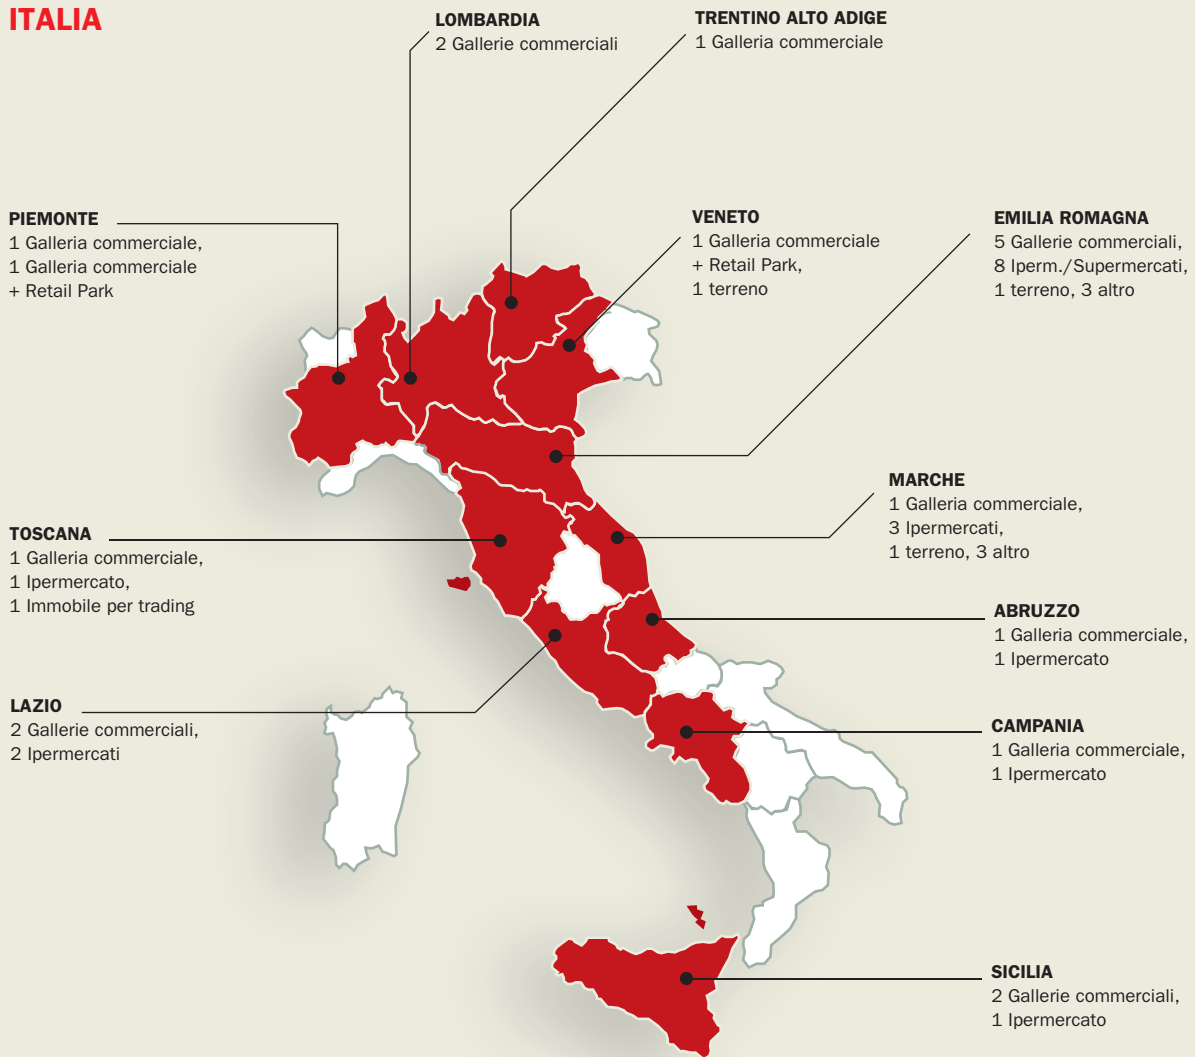 ITALIA
LOMBARDIA
2 Gallerie commerciali
TRENTINO ALTO ADIGE
1 Galleria commerciale
PIEMONTE
1 Galleria commerciale,
1 Galleria commerciale
+ Retail Park
VENETO
1 Galleria commerciale
+ Retail Park,
1 terreno
EMILIA ROMAGNA
5 Gallerie commerciali,
8 Iperm./Supermercati,
1 terreno, 3 altro
MARCHE
1 Galleria commerciale,
3 Ipermercati,
1 terreno, 3 altro
TOSCANA
1 Galleria commerciale,
1 Ipermercato,
1 Immobile per trading
ABRUZZO
1 Galleria commerciale,
1 Ipermercato
LAZIO
2 Gallerie commerciali,
2 Ipermercati
CAMPANIA
1 Galleria commerciale,
1 Ipermercato
SICILIA
2 Gallerie commerciali,
1 Ipermercato